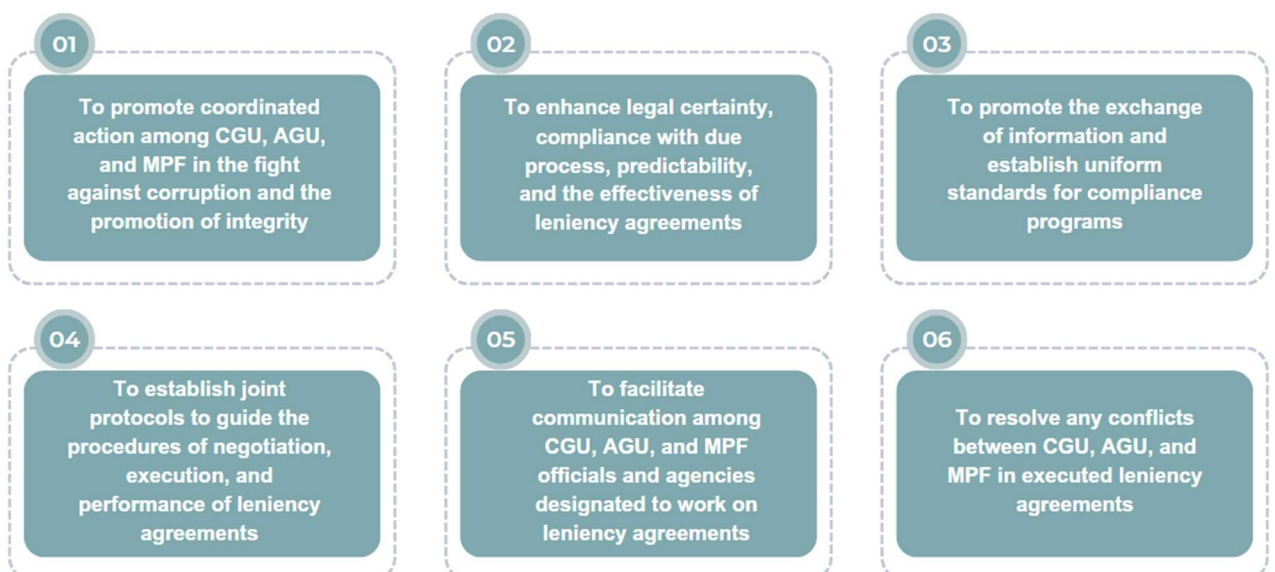 01
To promote coordinated
action among CGU, AGU,
and MPF in the fight
against corruption and the
promotion of integrity
02
To enhance legal certainty,
compliance with due
process, predictability,
and the effectiveness of
leniency agreements
03
To promote the exchange
of information and
establish uniform
standards for compliance
programs
04
To establish joint
protocols to guide the
procedures of negotiation,
execution, and
performance of leniency
agreements
05
To facilitate
communication among
CGU, AGU, and MPF
officials and agencies
designated to work on
leniency agreements
06
To resolve any conflicts
between CGU, AGU, and
MPF in executed leniency
agreements